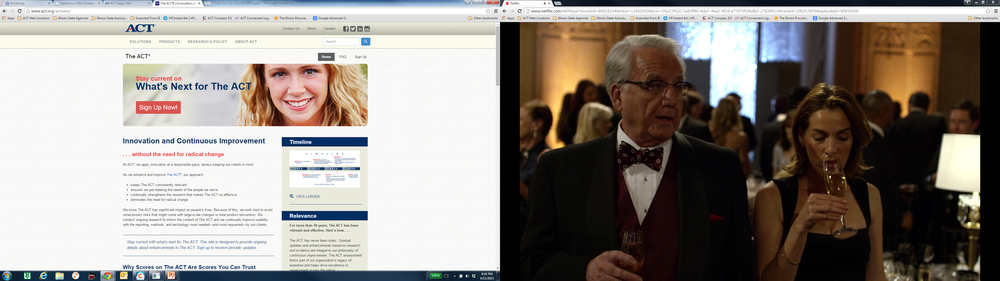 Workshop
Salesforce CRM Content:
ACT ACT Essay View
The ACT® | Innovation an
www.act.org/actnext/
Apps ACT Web Locations Illinois State Agencies Illinois State Associa... Imported From IE HP Instant Ink | HP... ACT Compass 5.0 ACT Convercent Log... The Illinois Procure... Google Advanced S... Other bookmarks
ACT®
Contact Us News Careers
SOLUTIONS PRODUCTS RESEARCH & POLICY ABOUT ACT
Search
The ACT®
Home FAQ Sign Up
Stay current on
What's Next for The ACT
Sign Up Now!
Innovation and Continuous Improvement
. . . without the need for radical change
At ACT, we apply innovation at a responsible pace, always keeping our clients in mind.
As we enhance and improve The ACT®, our approach:
• keeps The ACT consistently relevant
• ensures we are meeting the needs of the people we serve
• continually strengthens the research that makes The ACT so effective
• eliminates the need for radical change
We know The ACT has significant impact on people's lives. Because of this, we work hard to avoid
unnecessary risks that might come with large-scale changes or total product reinvention. We
conduct ongoing research to inform the content of The ACT and we continually improve usability
with the reporting, methods, and technology most needed—and most requested—by our clients.
Stay current with what's next for The ACT. This site is designed to provide ongoing
details about enhancements to The ACT. Sign up to receive periodic updates.
Why Scores on The ACT Are Scores You Can Trust
Timeline
TIMELINE
2013 2014 2015 2016
VIEW LARGER
Relevance
For more than 50 years, The ACT has been
relevant and effective. Here's how . . .
The ACT has never been static. Gradual
updates and enhancements based on research
and evidence are integral to our philosophy of
continuous improvement. The ACT assessment
forms part of our organization's legacy of
expertise and helps drive excellence in
assessment across the nation.
100%
8:16 PM
4/12/2015
Netflix
www.netflix.com/WiPlayer?movieid=80018294&trkid=13462050&tctx=2%2C0%2C7a43ff80-4da7-4ea2-9f19-e7707d596db0-27834911#trackId=200257859&episodeId=80018500
Apps ACT Web Locations Illinois State Agencies Illinois State Associa... Imported From IE HP Instant Ink | HP... ACT Compass 5.0 ACT Convercent Log... The Illinois Procure... Google Advanced S... Other bookmarks